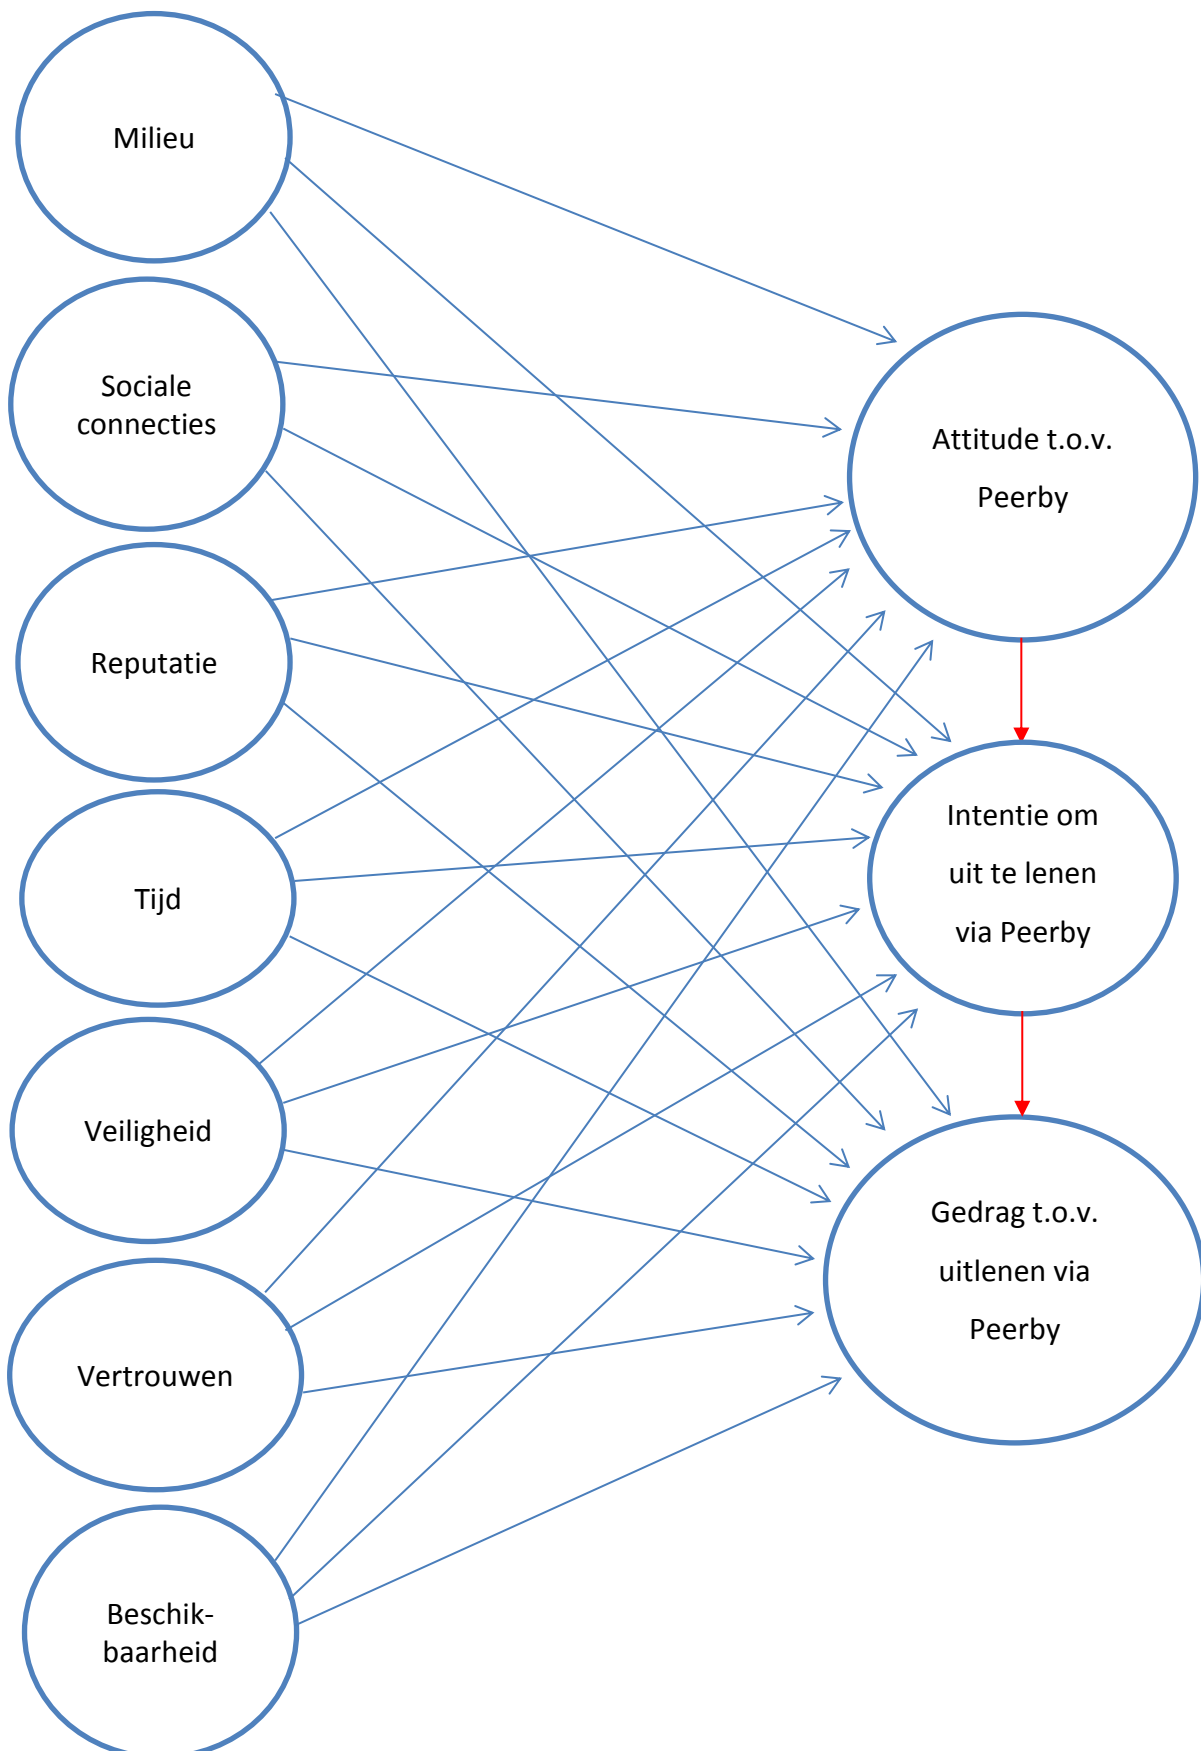 Milieu
Sociale
connecties
Reputatie
Tijd
Veiligheid
Vertrouwen
Beschik-
baarheid
Attitude t.o.v.
Peerby
Intentie om
uit te lenen
via Peerby
Gedrag t.o.v.
uitlenen via
Peerby